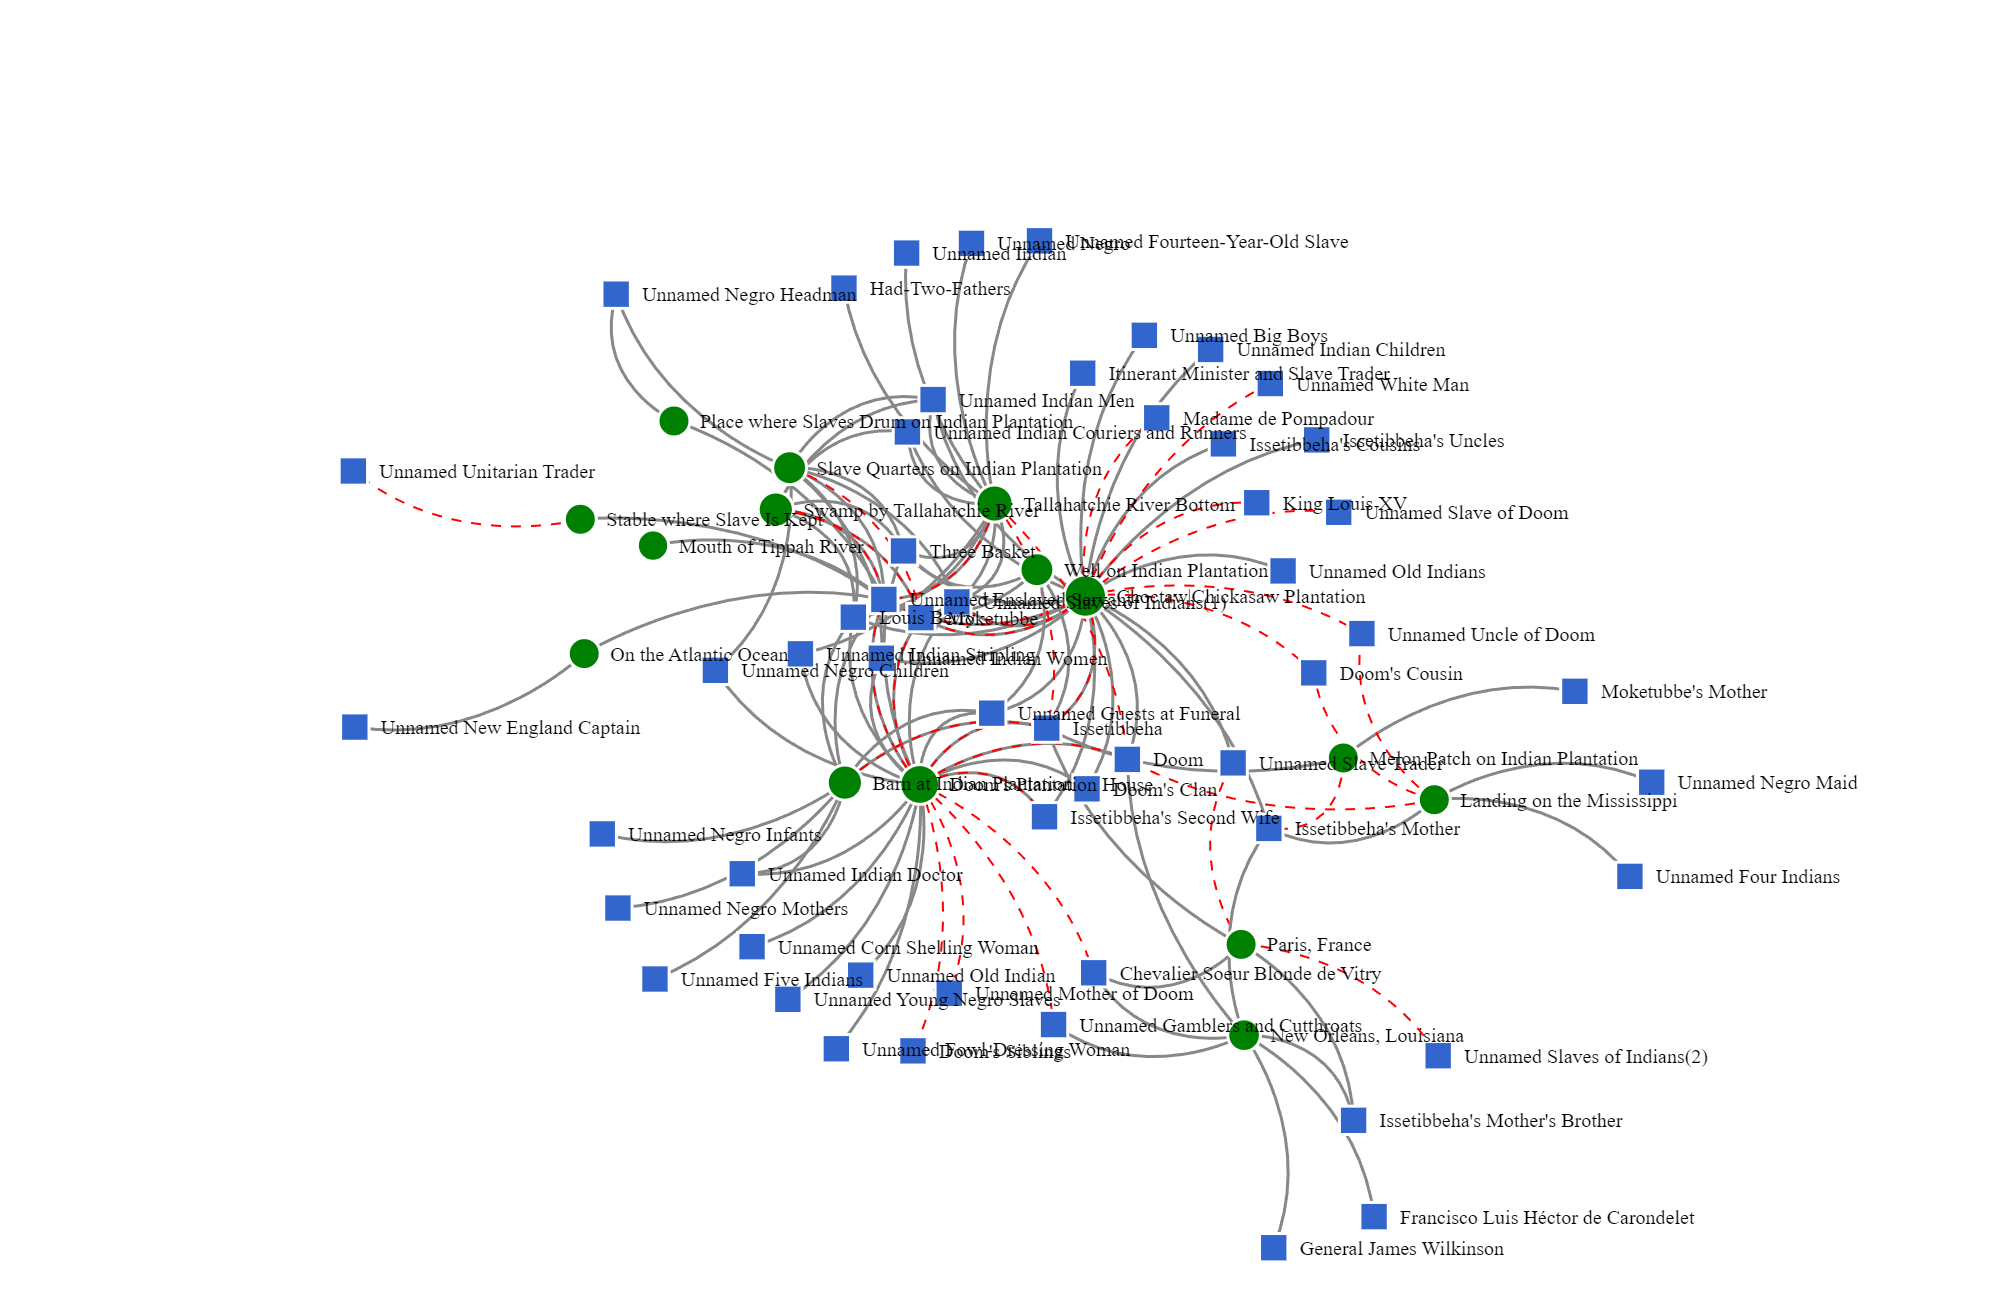 Unnamed Fourteen-Year-Old Slave
Unnamed Negro
Unnamed Indian
Had-Two-Fathers
Unnamed Negro Headman
Unnamed Big Boys
Unnamed Indian Children
Itinerant Minister and Slave Trader
Unnamed White Man
Unnamed Indian Men
Madame de Pompadour
Place where Slaves Drum on Indian Plantation
Unnamed Indian Couriers and Runners
Issetibbeha's Uncles
Issetibbeha's Cousins
Slave Quarters on Indian Plantation
Unnamed Unitarian Trader
Tallahatchie River Bottom
King Louis XV
Swamp by Tallahatchie River
Unnamed Slave of Doom
Stable where Slave Is Kept
Mouth of Tippah River
Three Basket
Well on Indian Plantation
Unnamed Old Indians
Choctaw/Chickasaw Plantation
Unnamed Enslaved Servant
Unnamed Slaves of Indians(1)
Louis Berry
Moketubbe
Unnamed Uncle of Doom
On the Atlantic Ocean
Unnamed Indian Stripling
Unnamed Indian Women
Unnamed Negro Children
Doom's Cousin
Moketubbe's Mother
Unnamed Guests at Funeral
Unnamed New England Captain
Issetibbeha
Doom
Melon Patch on Indian Plantation
Unnamed Slave Trader
Unnamed Negro Maid
Barn at Indian Plantation
Doom's Plantation House
Doom's Clan
Landing on the Mississippi
Issetibbeha's Second Wife
Issetibbeha's Mother
Unnamed Negro Infants
Unnamed Indian Doctor
Unnamed Four Indians
Unnamed Negro Mothers
Paris, France
Unnamed Corn Shelling Woman
Chevalier Soeur Blonde de Vitry
Unnamed Old Indian
Unnamed Five Indians
Unnamed Mother of Doom
Unnamed Young Negro Slaves
Unnamed Gamblers and Cutthroats
New Orleans, Louisiana
Unnamed Fowl-Dressing Woman
Doom's Siblings
Unnamed Slaves of Indians(2)
Issetibbeha's Mother's Brother
Francisco Luis Héctor de Carondelet
General James Wilkinson